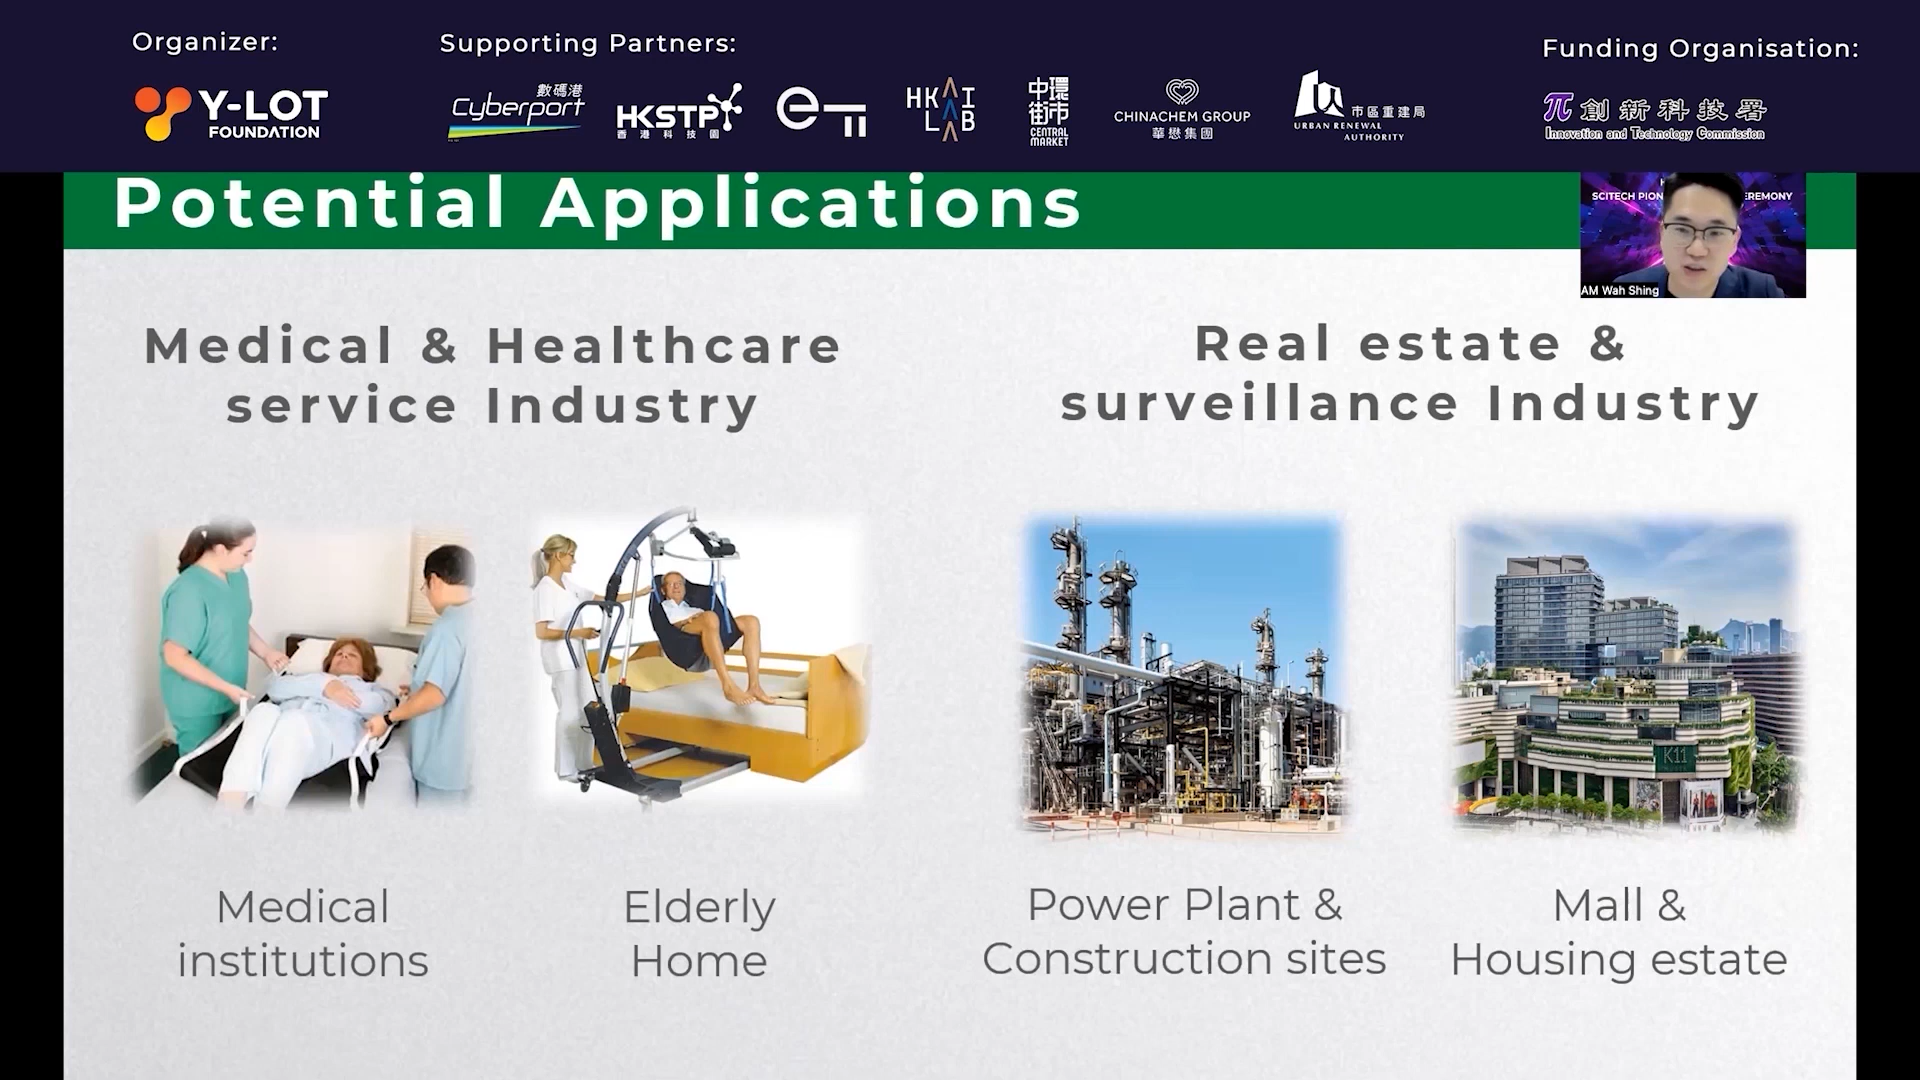 Organizer:
Supporting Partners:
Funding Organisation:
Y-LOT
FOUNDATION
數碼港
Cyberport
HKSTP
香港科技園
e
HK AI
LAB
中環
街市
CENTRAL
MARKET
CHINACHEM GROUP
華懋集團
市區重建局
URBAN RENEWAL
AUTHORITY
創新科技署
Innovation and Technology Commission
Potential Applications
SCITECH PION
EREMONY
AM Wah Shing
Medical & Healthcare
service Industry
Real estate &
surveillance Industry
K11
Medical
institutions
Elderly
Home
Power Plant &
Construction sites
Mall &
Housing estate